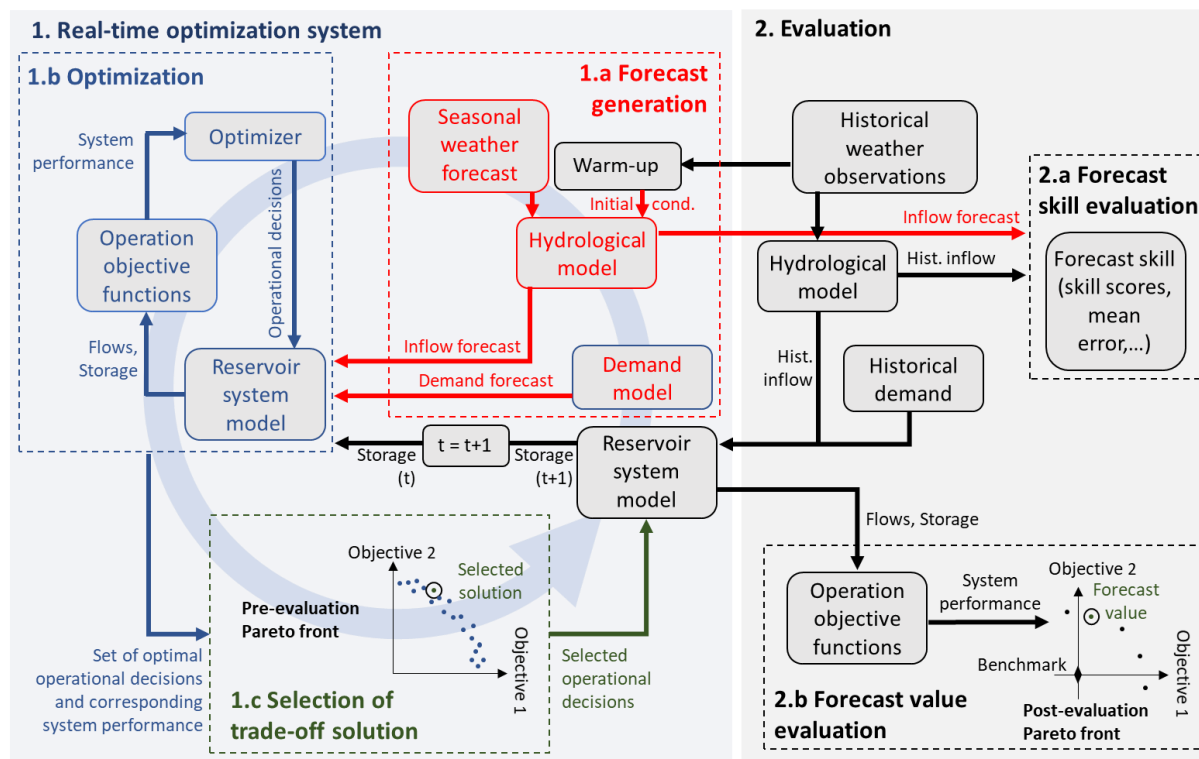 1. Real-time optimization system
1.b Optimization
System
performance
Optimizer
Operational decisions
Operation
objective
functions
Flows,
Storage
Reservoir
system
model
1.a Forecast
generation
Seasonal
weather
forecast
Warm-up
Initial cond.
Hydrological
model
Inflow forecast
Demand forecast
Demand
model
Storage
(t)
t = t+1
Storage
(t+1)
Reservoir
system
model
Set of optimal
operational decisions
and corresponding
system performance
Objective 2
Selected
solution
Pre-evaluation
Pareto front
Objective 1
1.c Selection of
trade-off solution
Selected
operational
decisions
2. Evaluation
Historical
weather
observations
2.a Forecast
skill evaluation
Inflow forecast
Hydrological
model
Hist. inflow
Forecast skill
(skill scores,
mean
error,...)
Hist.
inflow
Historical
demand
Flows, Storage
Operation
objective
functions
System
performance
Objective 2
Forecast
value
Benchmark
Objective 1
Post-evaluation
Pareto front
2.b Forecast value
evaluation